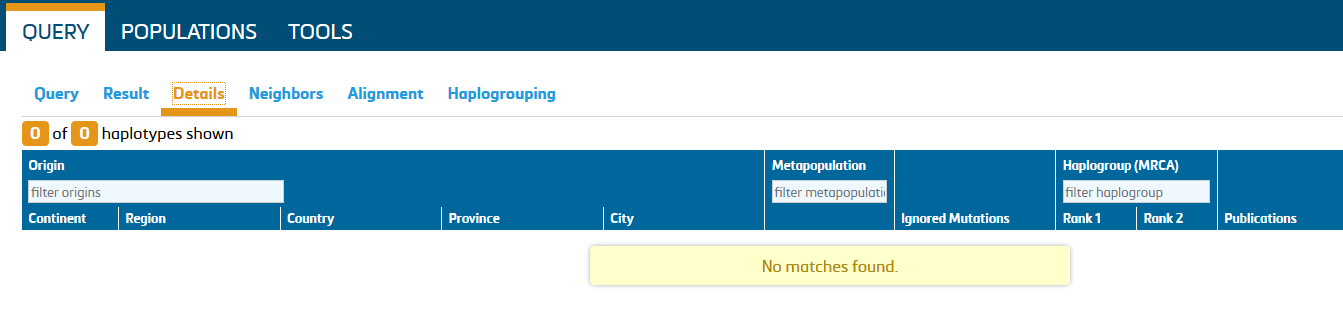 QUERY POPULATIONS TOOLS
Query Result Details Neighbors Alignment Haplogrouping
0 of 0 haplotypes shown
Origin Metapopulation Haplogroup (MRCA)
filter origins filter metapopulati filter haplogroup
Continent Region Country Province City Ignored Mutations Rank 1 Rank 2 Publications
No matches found.